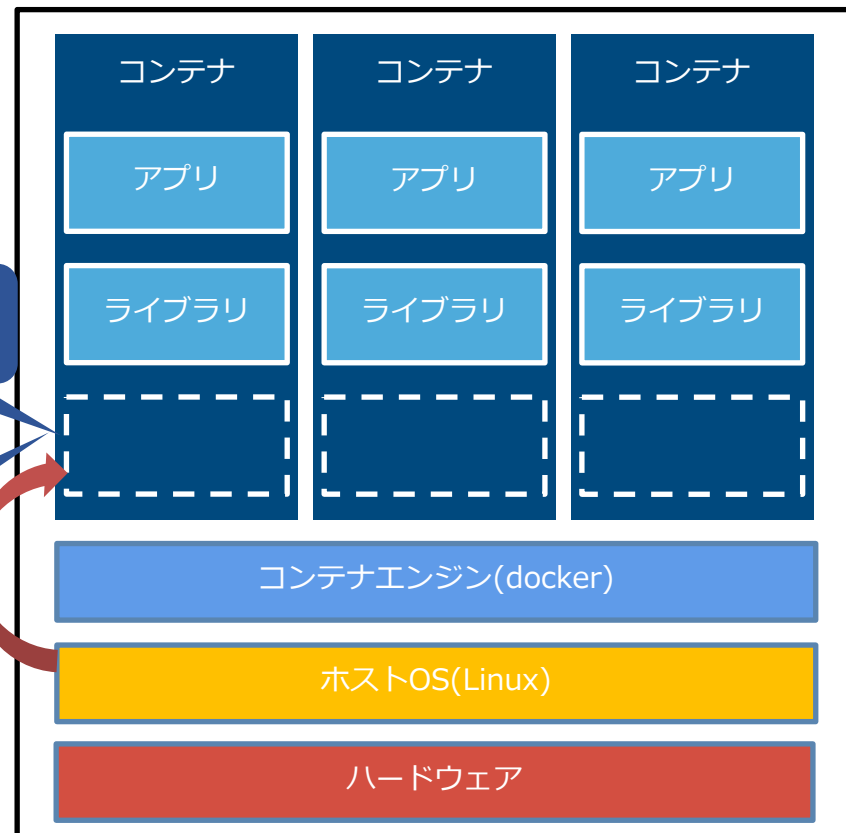 コンテナ
コンテナ
コンテナ
アプリ
アプリ
アプリ
ライブラリ
ライブラリ
ライブラリ
コンテナエンジン(docker)
ホストOS(Linux)
ハードウェア